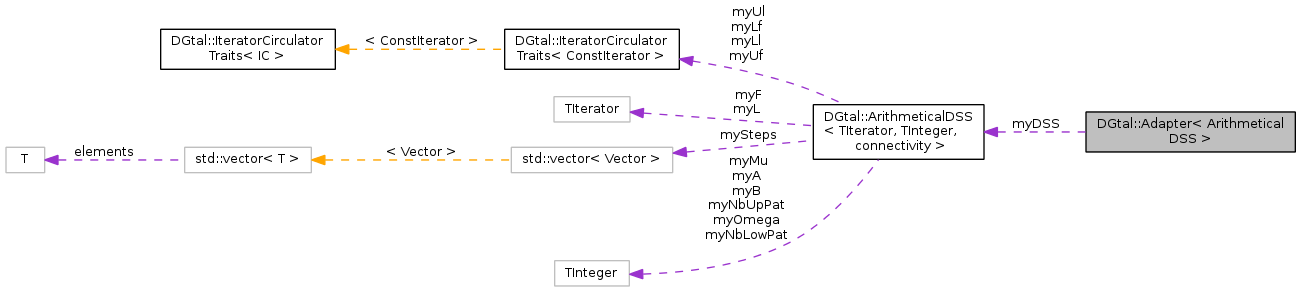 myUl
myLf
myLl
myUf
DGtal::IteratorCirculator
Traits< IC >
< ConstIterator >
DGtal::IteratorCirculator
Traits< ConstIterator >
TIterator
myF
myL
DGtal::ArithmeticalDSS
< TIterator, TInteger,
connectivity >
myDSS
DGtal::Adapter< Arithmetical
DSS >
T
elements
std::vector< T >
< Vector >
std::vector< Vector >
mySteps
myMu
myA
myB
myNbUpPat
myOmega
myNbLowPat
TInteger